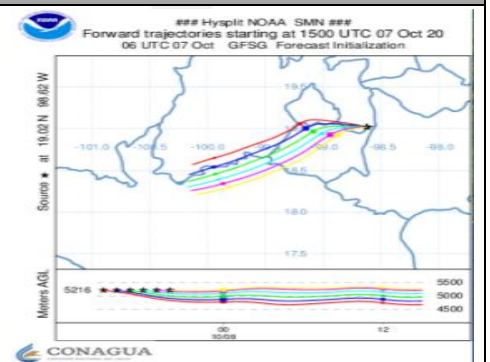 NOAA
### Hysplit NOAA SMN ###
Forward trajectories starting at 1500 UTC 07 Oct 20
06 UTC 07 Oct GFSG Forecast Initialization
Source ★ at 19.02 N 98.62 W
19.5
-101.0
-100.0
-99.0
-98.5
-98.0
18.5
18.0
17.5
Meters AGL
5216
5500
5000
4500
00
12
10/08
CONAGUA